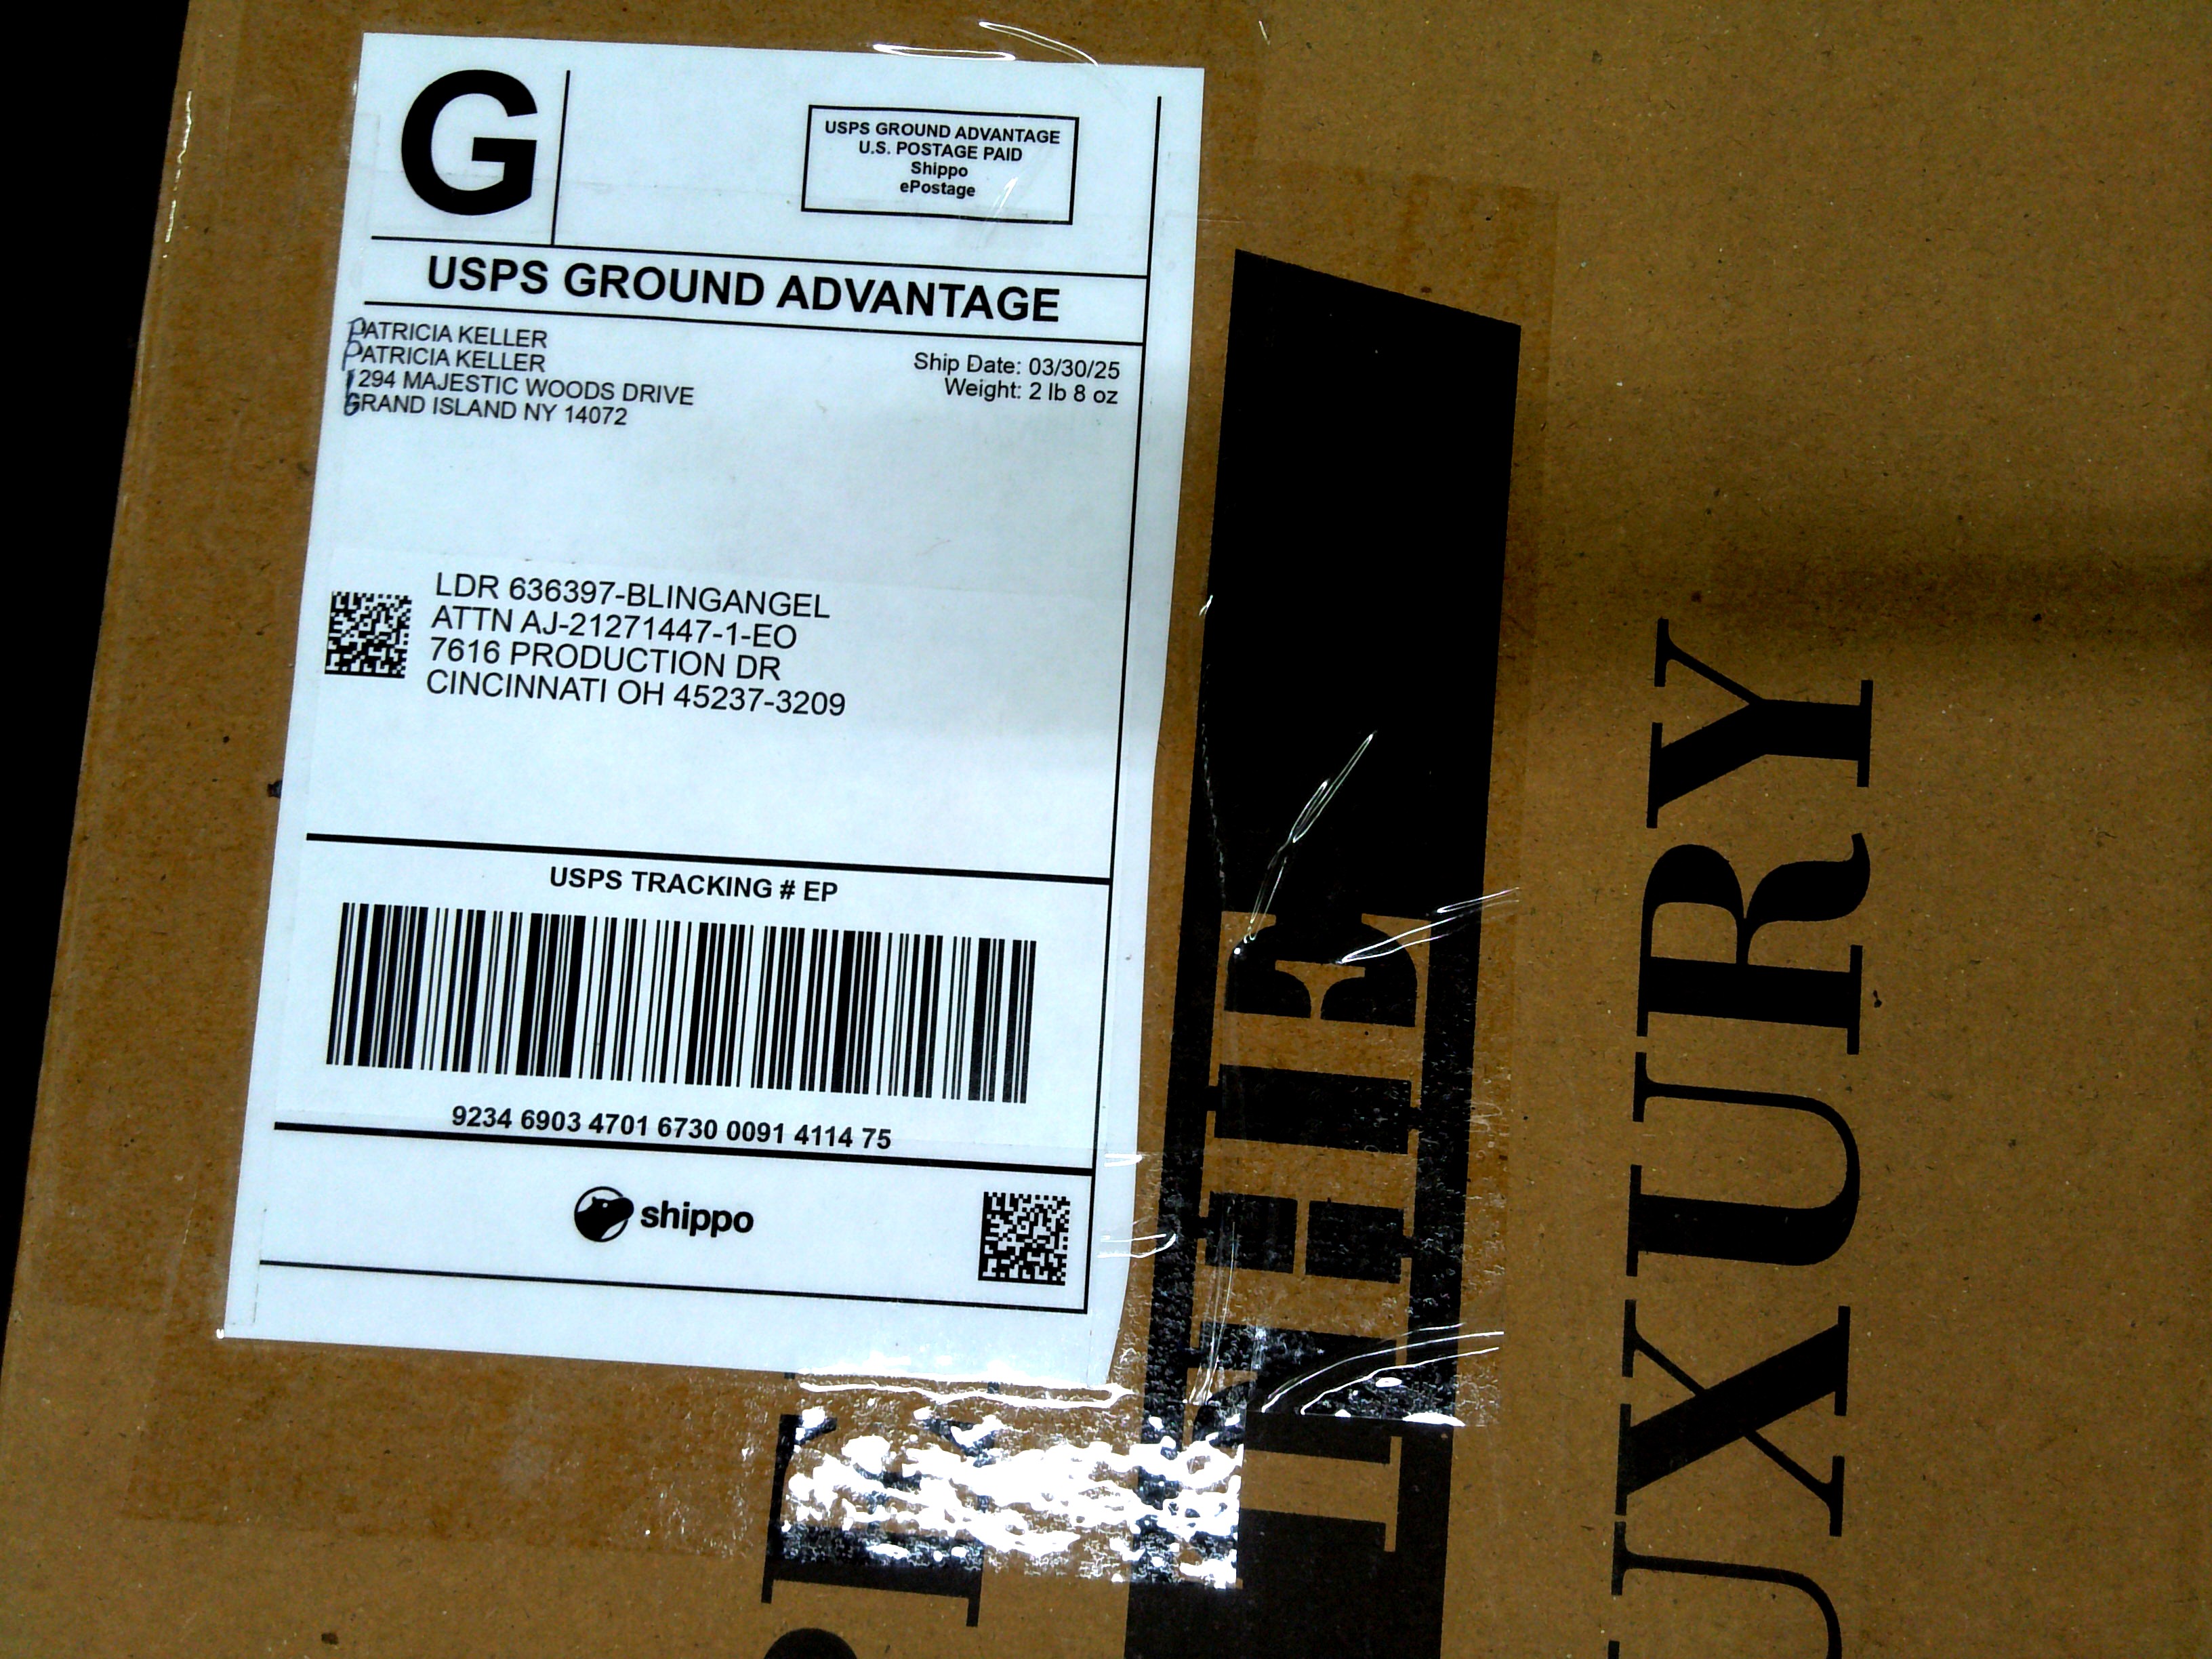 G
USPS GROUND ADVANTAGE
U.S. POSTAGE PAID
Shippo
ePostage
USPS GROUND ADVANTAGE
PATRICIA KELLER
PATRICIA KELLER
1294 MAJESTIC WOODS DRIVE
GRAND ISLAND NY 14072
Ship Date: 03/30/25
Weight: 2 lb 8 oz
LDR 636397-BLINGANGEL
ATTN AJ-21271447-1-EO
7616 PRODUCTION DR
CINCINNATI OH 45237-3209
USPS TRACKING # EP
9234 6903 4701 6730 0091 4114 75
shippo
THE
UXURY